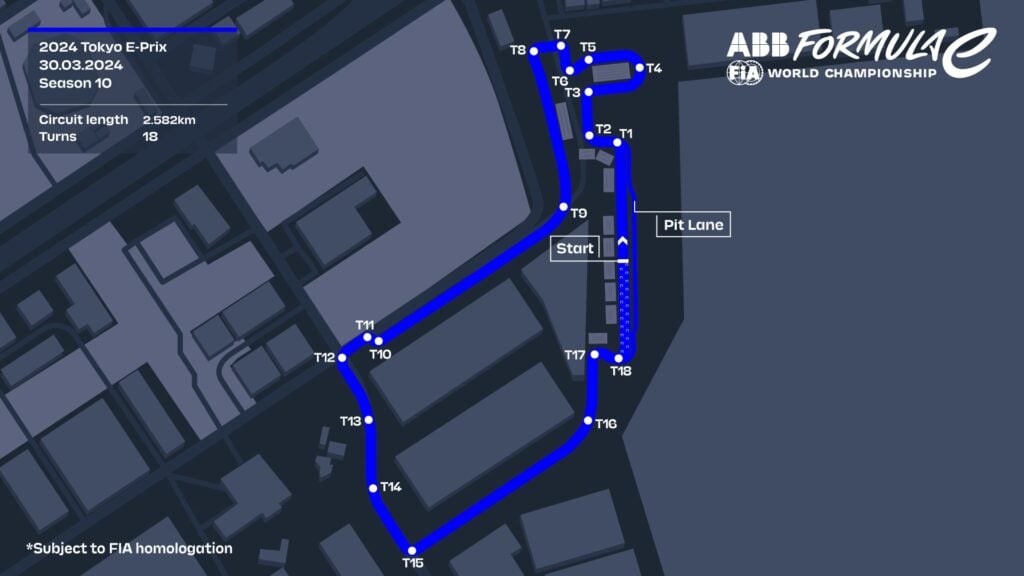 2024 Tokyo E-Prix
30.03.2024
Season 10
Circuit length 2.582km
Turns 18
ABB FORMULA E
FIA WORLD CHAMPIONSHIP
T8
T7
T5
T6
T4
T3
T2
T1
T9
Pit Lane
Start
T11
T10
T12
T17
T18
T13
T16
T14
T15
*Subject to FIA homologation